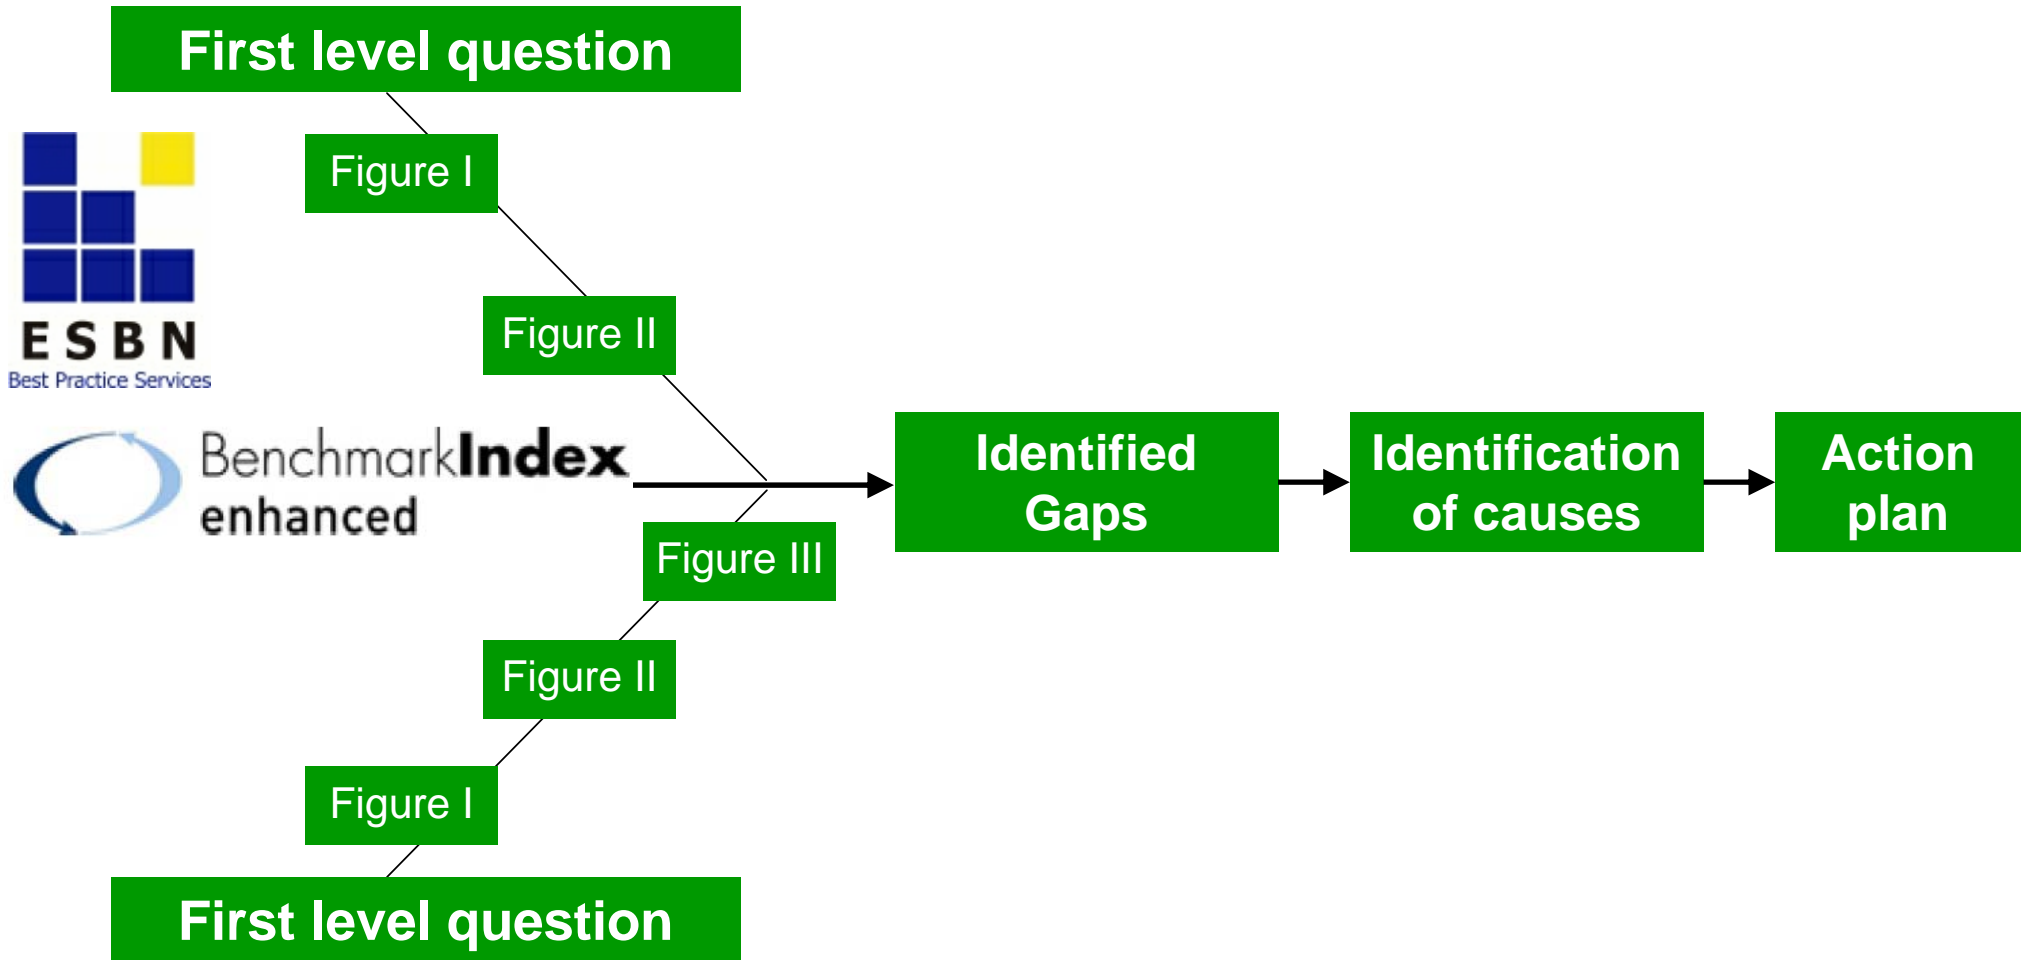 First level question
Figure I
E S B N
Best Practice Services
Figure II
BenchmarkIndex
enhanced
Identified
Gaps
Identification
of causes
Action
plan
Figure III
Figure II
Figure I
First level question